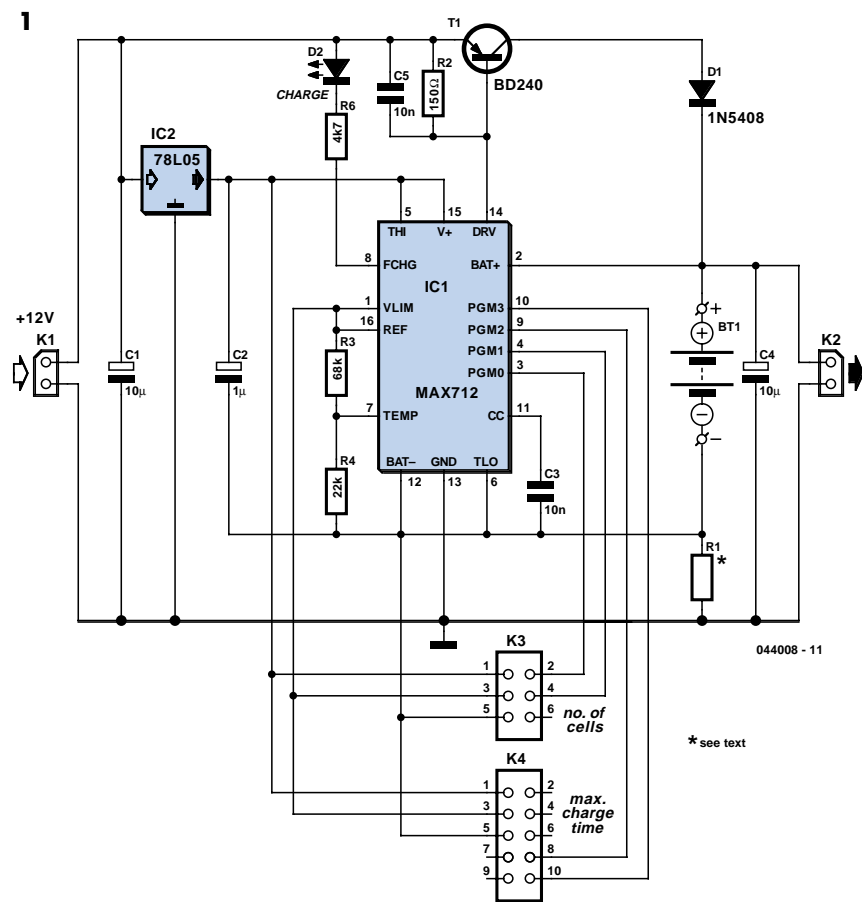 1
T1
BD240
D2
CHARGE
C5
10n
R2
150Ω
D1
1N5408
R6
4k7
IC2
78L05
5
15
14
THI
V+
DRV
8
FCHG
BAT+
2
IC1
1
VLIM
PGM3
10
16
REF
PGM2
9
PGM1
4
PGM0
3
R3
68k
MAX712
7
TEMP
CC
11
BAT–
GND
TLO
12
13
6
R4
22k
C3
10n
+12V
K1
C1
10µ
C2
1µ
+
BT1
–
C4
10µ
K2
R1
*
044008 - 11
K3
1
2
3
4
5
6
no. of
cells
* see text
K4
1
2
3
4
5
6
7
8
9
10
max.
charge
time